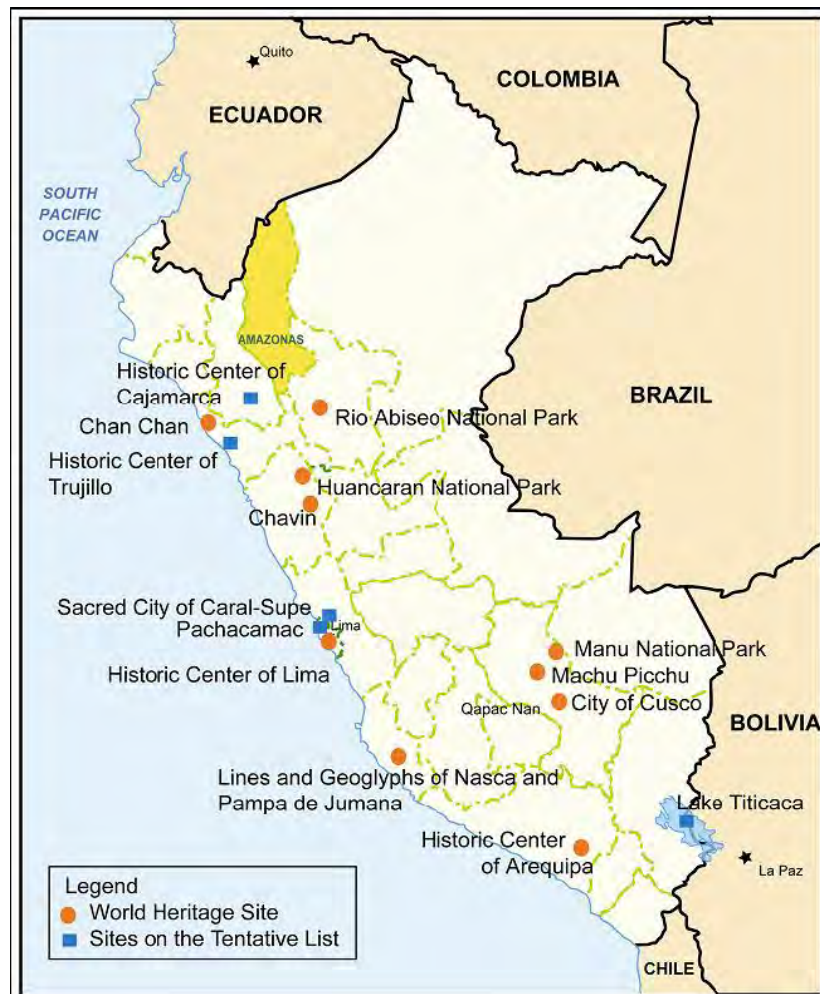 Quito
COLOMBIA
ECUADOR
SOUTH
PACIFIC
OCEAN
AMAZONAS
Historic Center of
Cajamarca
BRAZIL
Chan Chan
Rio Abiseo National Park
Historic Center of
Trujillo
Huancaran National Park
Chavin
Sacred City of Caral-Supe
Pachacamac
Lima
Historic Center of Lima
Manu National Park
Machu Picchu
City of Cusco
Qapac Nan
BOLIVIA
Lines and Geoglyphs of Nasca and
Pampa de Jumana
Lake Titicaca
Historic Center
of Arequipa
La Paz
Legend
World Heritage Site
Sites on the Tentative List
CHILE